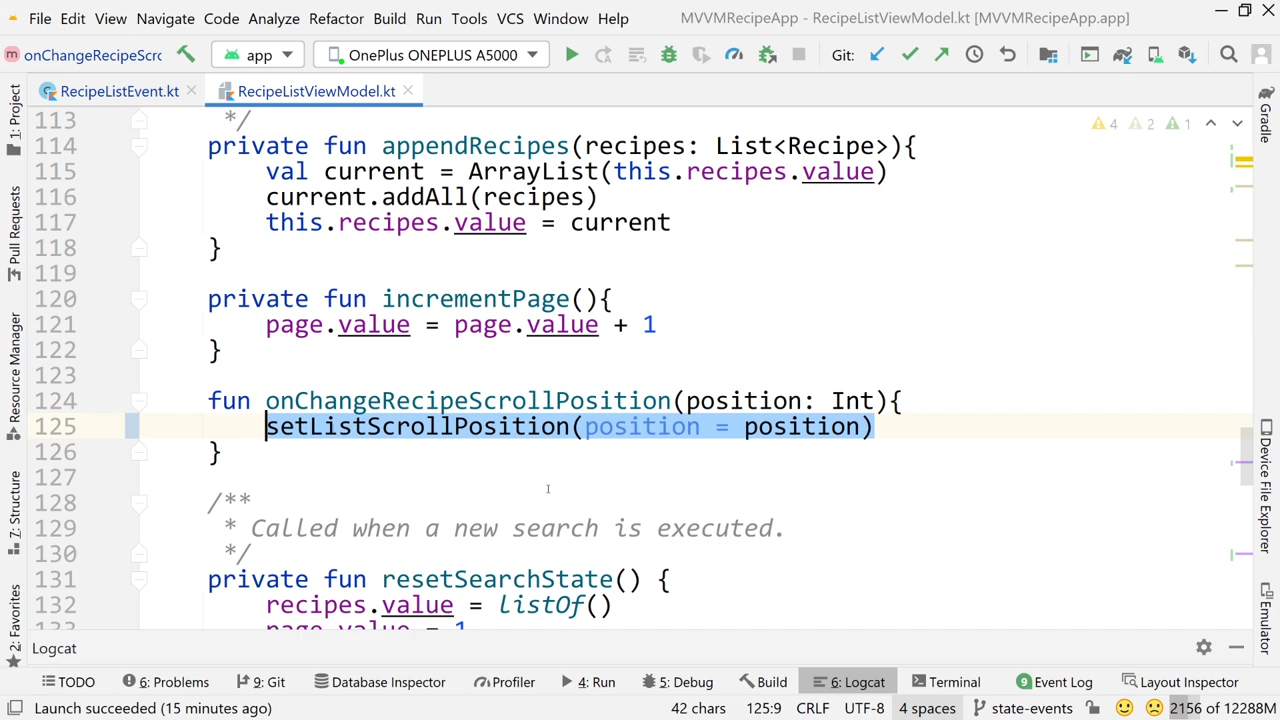 File Edit View Navigate Code Analyze Refactor Build Run Tools VCS Window Help MVVMRecipeApp - RecipeListViewModel.kt [MVVMRecipeApp.app]
onChangeRecipeScro app OnePlus ONEPLUS A5000 Git:
RecipeListEvent.kt RecipeListViewModel.kt
113 */
114 private fun appendRecipes(recipes: List<Recipe>){
115 val current = ArrayList(this.recipes.value)
116 current.addAll(recipes)
117 this.recipes.value = current
118 }
119
120 private fun incrementPage(){
121 page.value = page.value + 1
122 }
123
124 fun onChangeRecipeScrollPosition(position: Int){
125 setListScrollPosition(position = position)
126 }
127
128 /**
129 * Called when a new search is executed.
130 */
131 private fun resetSearchState() {
132 recipes.value = listOf()
133 page.value = 1
4 2 1
1: Project
Pull Requests
Resource Manager
7: Structure
2: Favorites
Gradle
Device File Explorer
Emulator
Logcat
TODO 6: Problems 9: Git Database Inspector Profiler 4: Run 5: Debug Build 6: Logcat Terminal 9 Event Log Layout Inspector
Launch succeeded (15 minutes ago) 42 chars 125:9 CRLF UTF-8 4 spaces state-events 2156 of 12288M